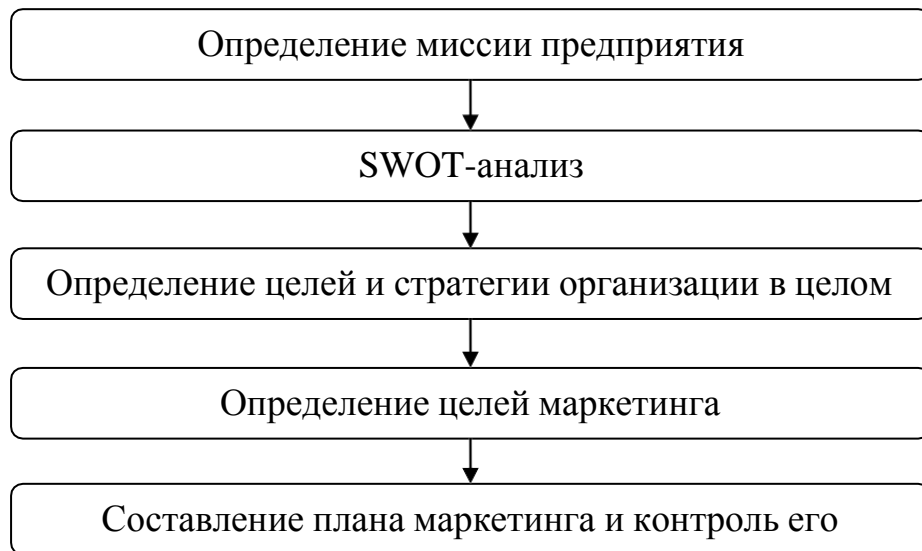 Определение миссии предприятия
SWOT-анализ
Определение целей и стратегии организации в целом
Определение целей маркетинга
Составление плана маркетинга и контроль его